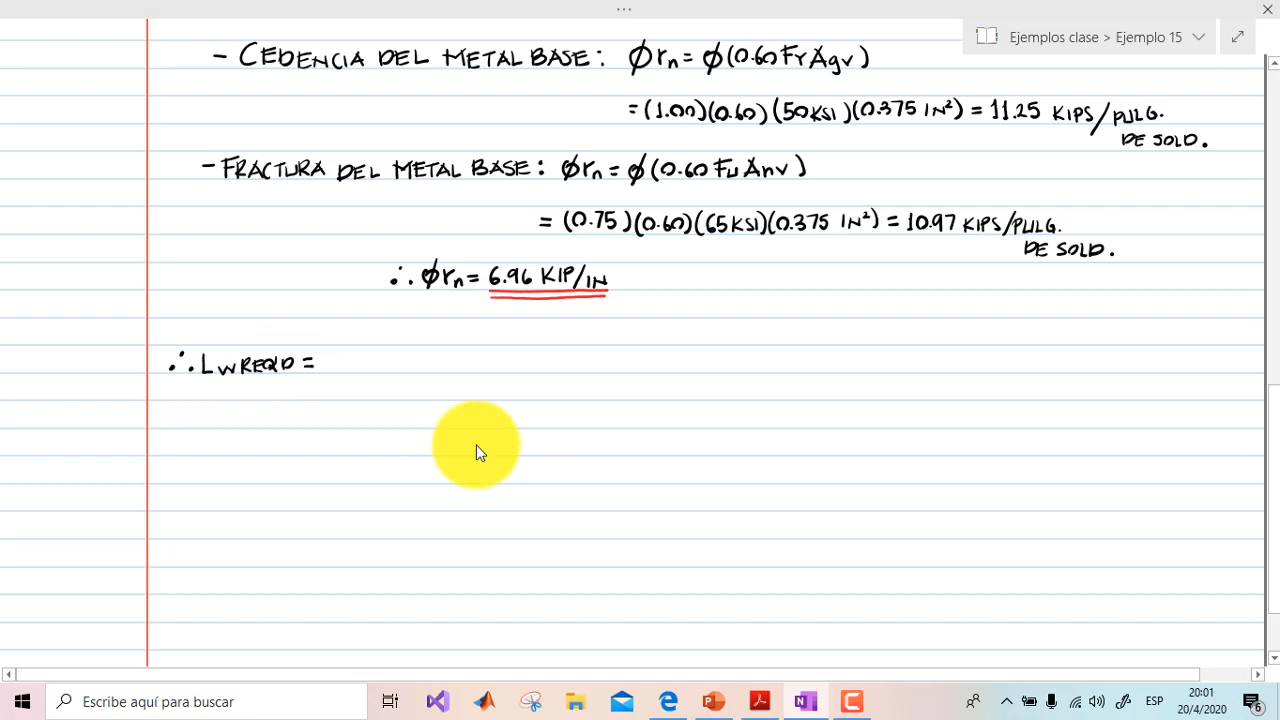 Ejemplos clase > Ejemplo 15
- CEDENCIA DEL METAL BASE: φrn = φ(0.60 Fy Agv)
= (1.00)(0.60)(50 KSI)(0.375 IN²) = 11.25 KIPS/PULG.
DE SOLD.
- FRACTURA DEL METAL BASE: φrn = φ(0.60 Fu Anv)
= (0.75)(0.60)(65 KSI)(0.375 IN²) = 10.97 KIPS/PULG.
DE SOLD.
∴ φrn = 6.96 KIP/IN
∴ LW REQD =
Escribe aquí para buscar
ESP
20:01
20/4/2020
6